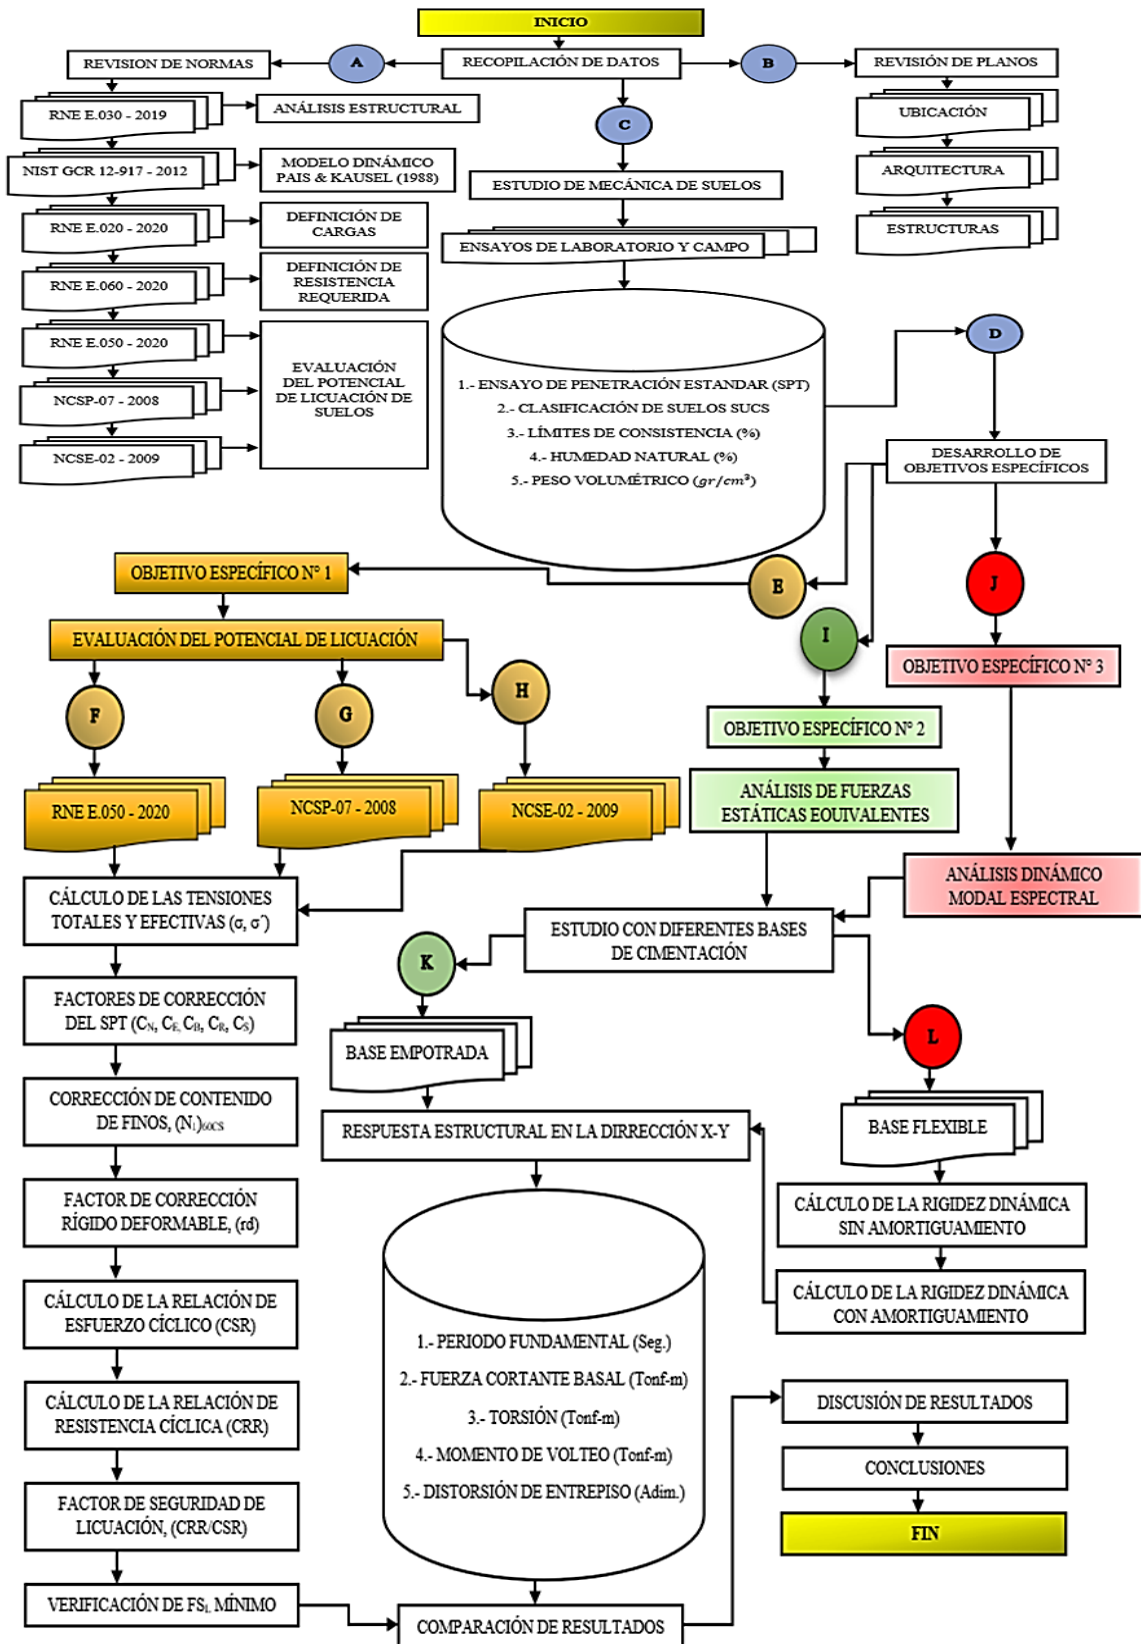 INICIO
REVISION DE NORMAS
A
RECOPILACIÓN DE DATOS
B
REVISIÓN DE PLANOS
RNE E.030 - 2019
ANÁLISIS ESTRUCTURAL
C
UBICACIÓN
NIST GCR 12-917 - 2012
MODELO DINÁMICO
PAIS & KAUSEL (1988)
ESTUDIO DE MECÁNICA DE SUELOS
ARQUITECTURA
RNE E.020 - 2020
DEFINICIÓN DE
CARGAS
ENSAYOS DE LABORATORIO Y CAMPO
ESTRUCTURAS
RNE E.060 - 2020
DEFINICIÓN DE
RESISTENCIA
REQUERIDA
RNE E.050 - 2020
NCSP-07 - 2008
NCSE-02 - 2009
EVALUACIÓN
DEL POTENCIAL
DE LICUACIÓN DE
SUELOS
1.- ENSAYO DE PENETRACIÓN ESTANDAR (SPT)
2.- CLASIFICACIÓN DE SUELOS SUCS
3.- LÍMITES DE CONSISTENCIA (%)
4.- HUMEDAD NATURAL (%)
5.- PESO VOLUMÉTRICO (gr/cm³)
D
DESARROLLO DE
OBJETIVOS ESPECÍFICOS
OBJETIVO ESPECÍFICO N° 1
E
J
EVALUACIÓN DEL POTENCIAL DE LICUACIÓN
I
OBJETIVO ESPECÍFICO N° 3
F
G
H
OBJETIVO ESPECÍFICO N° 2
RNE E.050 - 2020
NCSP-07 - 2008
NCSE-02 - 2009
ANÁLISIS DE FUERZAS
ESTÁTICAS EQUIVALENTES
ANÁLISIS DINÁMICO
MODAL ESPECTRAL
CÁLCULO DE LAS TENSIONES
TOTALES Y EFECTIVAS (σ, σ´)
ESTUDIO CON DIFERENTES BASES
DE CIMENTACIÓN
K
FACTORES DE CORRECCIÓN
DEL SPT (CN, CE, CB, CR, CS)
L
BASE EMPOTRADA
CORRECCIÓN DE CONTENIDO
DE FINOS, (N1)60CS
RESPUESTA ESTRUCTURAL EN LA DIRRECCIÓN X-Y
BASE FLEXIBLE
FACTOR DE CORRECCIÓN
RÍGIDO DEFORMABLE, (rd)
CÁLCULO DE LA RIGIDEZ DINÁMICA
SIN AMORTIGUAMIENTO
CÁLCULO DE LA RELACIÓN DE
ESFUERZO CÍCLICO (CSR)
CÁLCULO DE LA RIGIDEZ DINÁMICA
CON AMORTIGUAMIENTO
1.- PERIODO FUNDAMENTAL (Seg.)
2.- FUERZA CORTANTE BASAL (Tonf-m)
3.- TORSIÓN (Tonf-m)
4.- MOMENTO DE VOLTEO (Tonf-m)
5.- DISTORSIÓN DE ENTREPISO (Adim.)
CÁLCULO DE LA RELACIÓN DE
RESISTENCIA CÍCLICA (CRR)
DISCUSIÓN DE RESULTADOS
CONCLUSIONES
FACTOR DE SEGURIDAD DE
LICUACIÓN, (CRR/CSR)
FIN
VERIFICACIÓN DE FSL MÍNIMO
COMPARACIÓN DE RESULTADOS